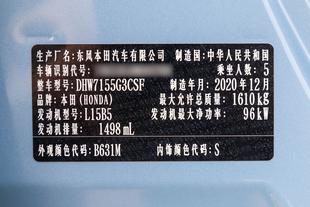 生产厂名：东风本田汽车有限公司 制造国：中华人民共和国
车辆识别代号： 乘坐人数： 5
整车型号：DHW7155G3CSF 制造年月：2020年12月
品牌：本田(HONDA) 最大允许总质量：1610kg
发动机型号：L15B5 发动机最大净功率： 96kW
发动机排量： 1498mL
外观颜色代码：B631M 内饰颜色代码：S